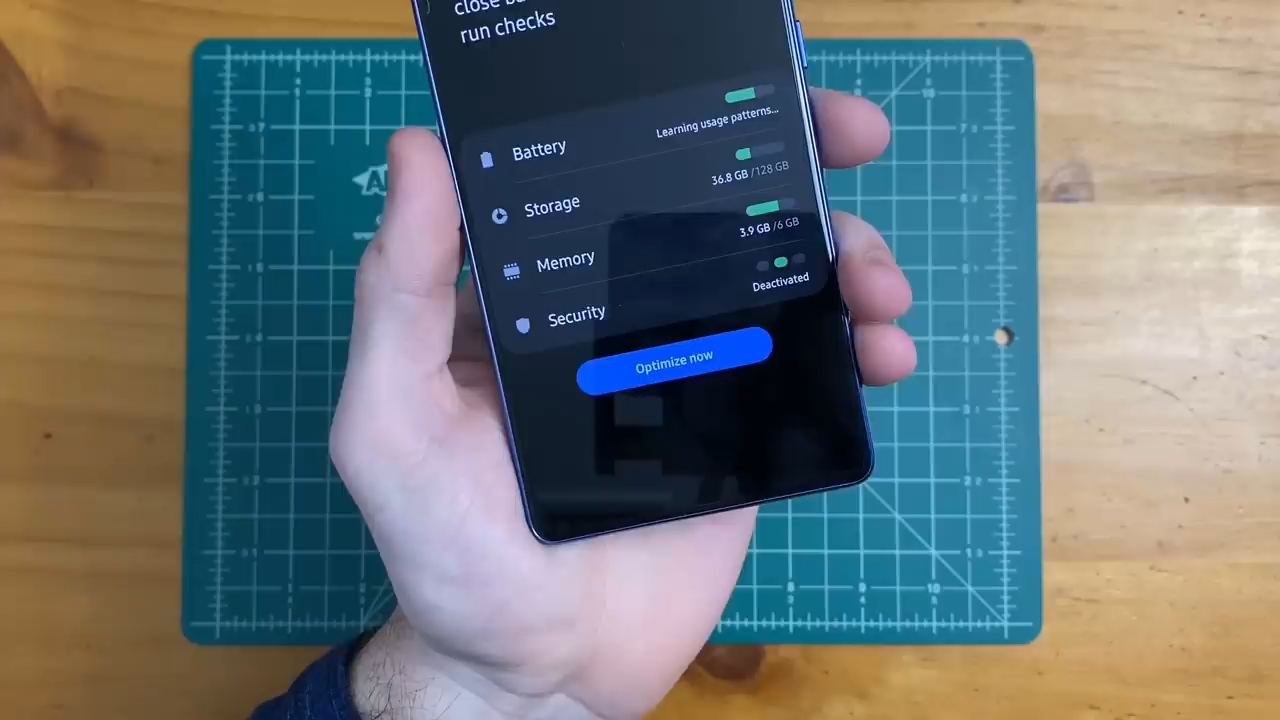 close
run checks
Battery
Learning usage patterns...
Storage
36.8 GB /128 GB
Memory
3.9 GB /6 GB
Security
Deactivated
Optimize now